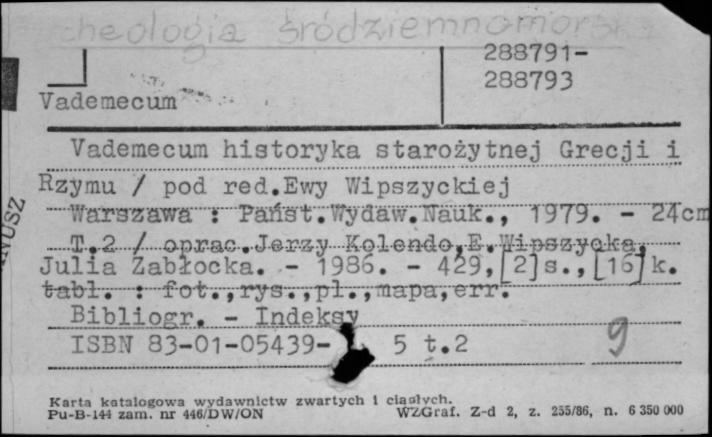 cheologia śródziemnomorska
288791-
288793
Vademecum
Vademecum historyka starożytnej Grecji i
Rzymu / pod red.Ewy Wipszyckiej
Warszawa : Państ.Wydaw.Nauk., 1979. - 24cm
T.2 / oprac.Jerzy Kolendo,E.Wipszycka,
Julia Zabłocka. - 1986. - 429,[2]s.,[16]k.
tabl. : fot.,rys.,pl.,mapa,err.
Bibliogr. - Indeksy
ISBN 83-01-05439- 5 t.2
9
Karta katalogowa wydawnictw zwartych i ciągłych.
Pu-B-144 zam. nr 446/DW/ON WZGraf. Z-d 2, z. 255/86, n. 6 350 000